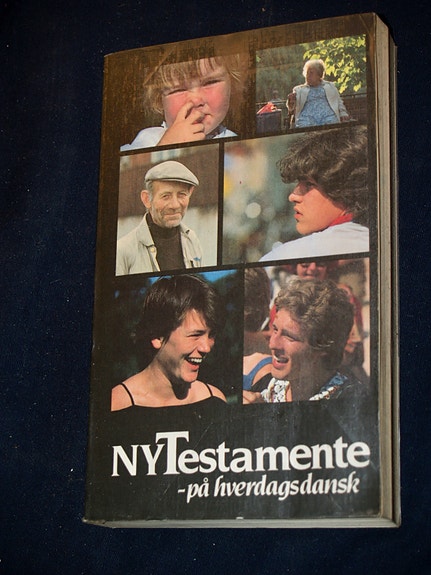 NYTestamente
- på hverdagsdansk